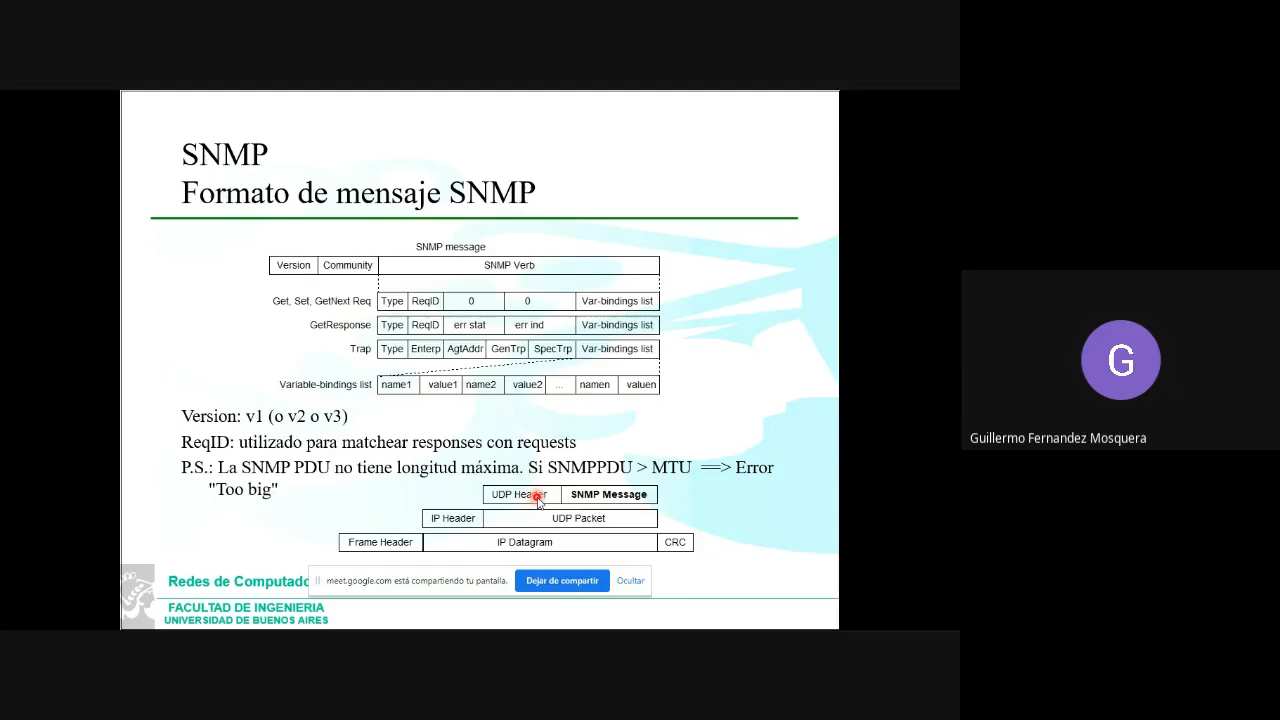 SNMP
Formato de mensaje SNMP
SNMP message
Version Community SNMP Verb
Get, Set, GetNext Req Type ReqID 0 0 Var-bindings list
GetResponse Type ReqID err stat err ind Var-bindings list
Trap Type Enterp AgtAddr GenTrp SpecTrp Var-bindings list
Variable-bindings list name1 value1 name2 value2 ... namen valuen
Version: v1 (o v2 o v3)
ReqID: utilizado para matchear responses con requests
P.S.: La SNMP PDU no tiene longitud máxima. Si SNMPPDU > MTU ==> Error
"Too big"
UDP Header SNMP Message
IP Header UDP Packet
Frame Header IP Datagram CRC
Redes de Computado
meet.google.com está compartiendo tu pantalla. Dejar de compartir Ocultar
FACULTAD DE INGENIERIA
UNIVERSIDAD DE BUENOS AIRES
G
Guillermo Fernandez Mosquera